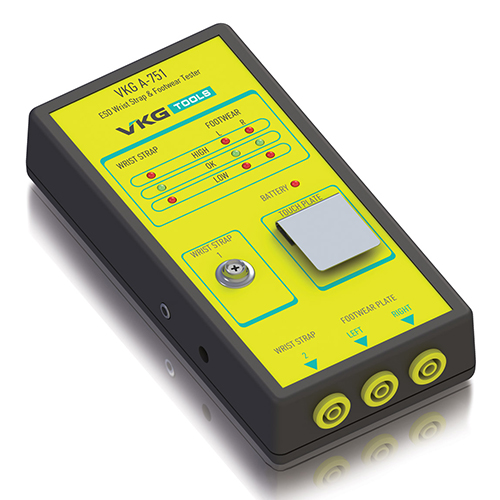 VKG A-751
ESD Wrist Strap & Footwear Tester
VKG TOOLS
WRIST STRAP
FOOTWEAR
L R
HIGH
OK
LOW
BATTERY
TOUCH PLATE
WRIST STRAP
1
WRIST STRAP
2
FOOTWEAR PLATE
LEFT
RIGHT